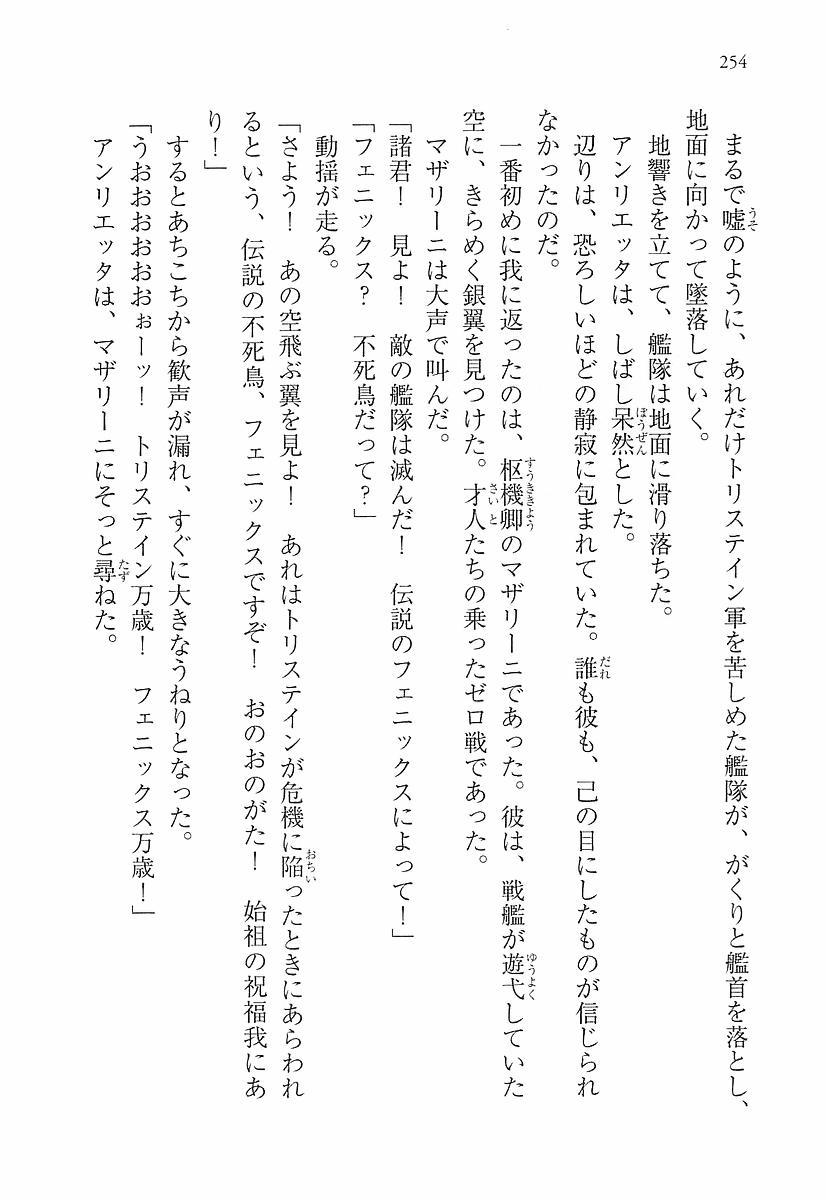 254
まるで嘘のように、あれだけトリステイン軍を苦しめた艦隊が、がくりと艦首を落とし、
地面に向かって墜落していく。
地響きを立てて、艦隊は地面に滑り落ちた。
アンリエッタは、しばし呆然とした。
辺りは、恐ろしいほどの静寂に包まれていた。誰も彼も、己の目にしたものが信じられ
なかったのだ。
一番初めに我に返ったのは、枢機卿のマザリーニであった。彼は、戦艦が遊弋していた
空に、きらめく銀翼を見つけた。才人たちの乗ったゼロ戦であった。
マザリーニは大声で叫んだ。
「諸君！　見よ！　敵の艦隊は滅んだ！　伝説のフェニックスによって！」
「フェニックス？　不死鳥だって？」
動揺が走る。
「さよう！　あの空飛ぶ翼を見よ！　あれはトリステインが危機に陥ったときにあらわれ
るという、伝説の不死鳥、フェニックスですぞ！　おのおのがた！　始祖の祝福我にあ
り！」
するとあちこちから歓声が漏れ、すぐに大きなうねりとなった。
「うおおおおおおぉーッ！　トリステイン万歳！　フェニックス万歳！」
アンリエッタは、マザリーニにそっと尋ねた。